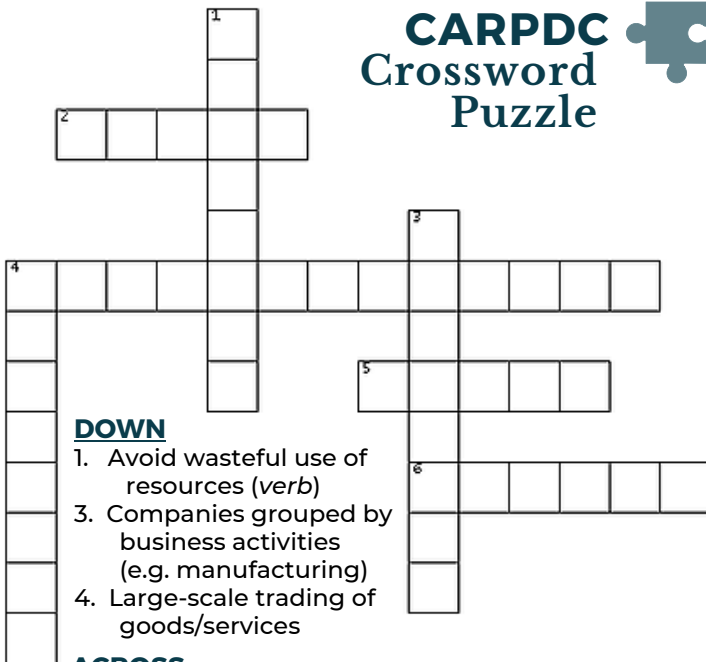 CARPDC
Crossword
Puzzle
1
2
3
4
5
6
DOWN
1. Avoid wasteful use of
resources (verb)
3. Companies grouped by
business activities
(e.g. manufacturing)
4. Large-scale trading of
goods/services
ACROSS